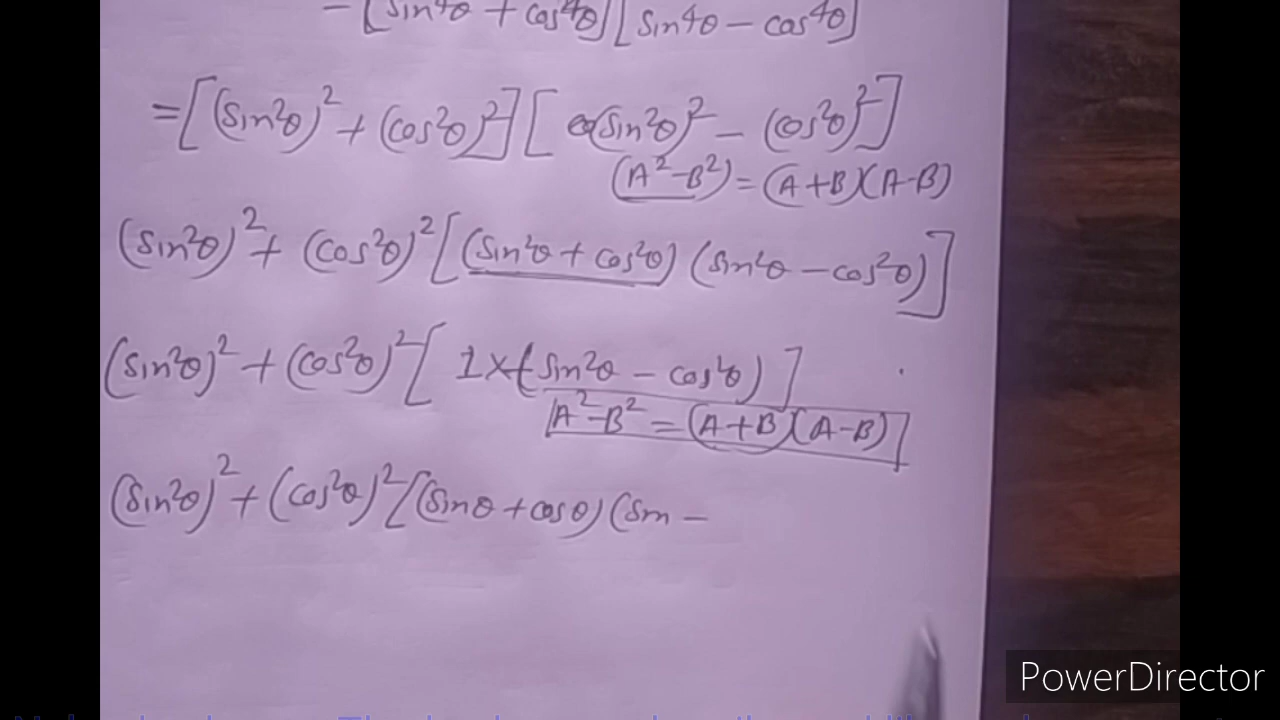 - [sin⁴θ + cos⁴θ] [sin⁴θ - cos⁴θ]
= [(sin²θ)² + (cos²θ)²] [(sin²θ)² - (cos²θ)²]
(A²-B²) = (A+B)(A-B)
(sin²θ)² + (cos²θ)² [(sin²θ + cos²θ) (sin²θ - cos²θ)]
(sin²θ)² + (cos²θ)² [1×(sin²θ - cos²θ)]
A²-B² = (A+B)(A-B)
(sin²θ)² + (cos²θ)² [(sinθ + cosθ) (sin -
PowerDirector